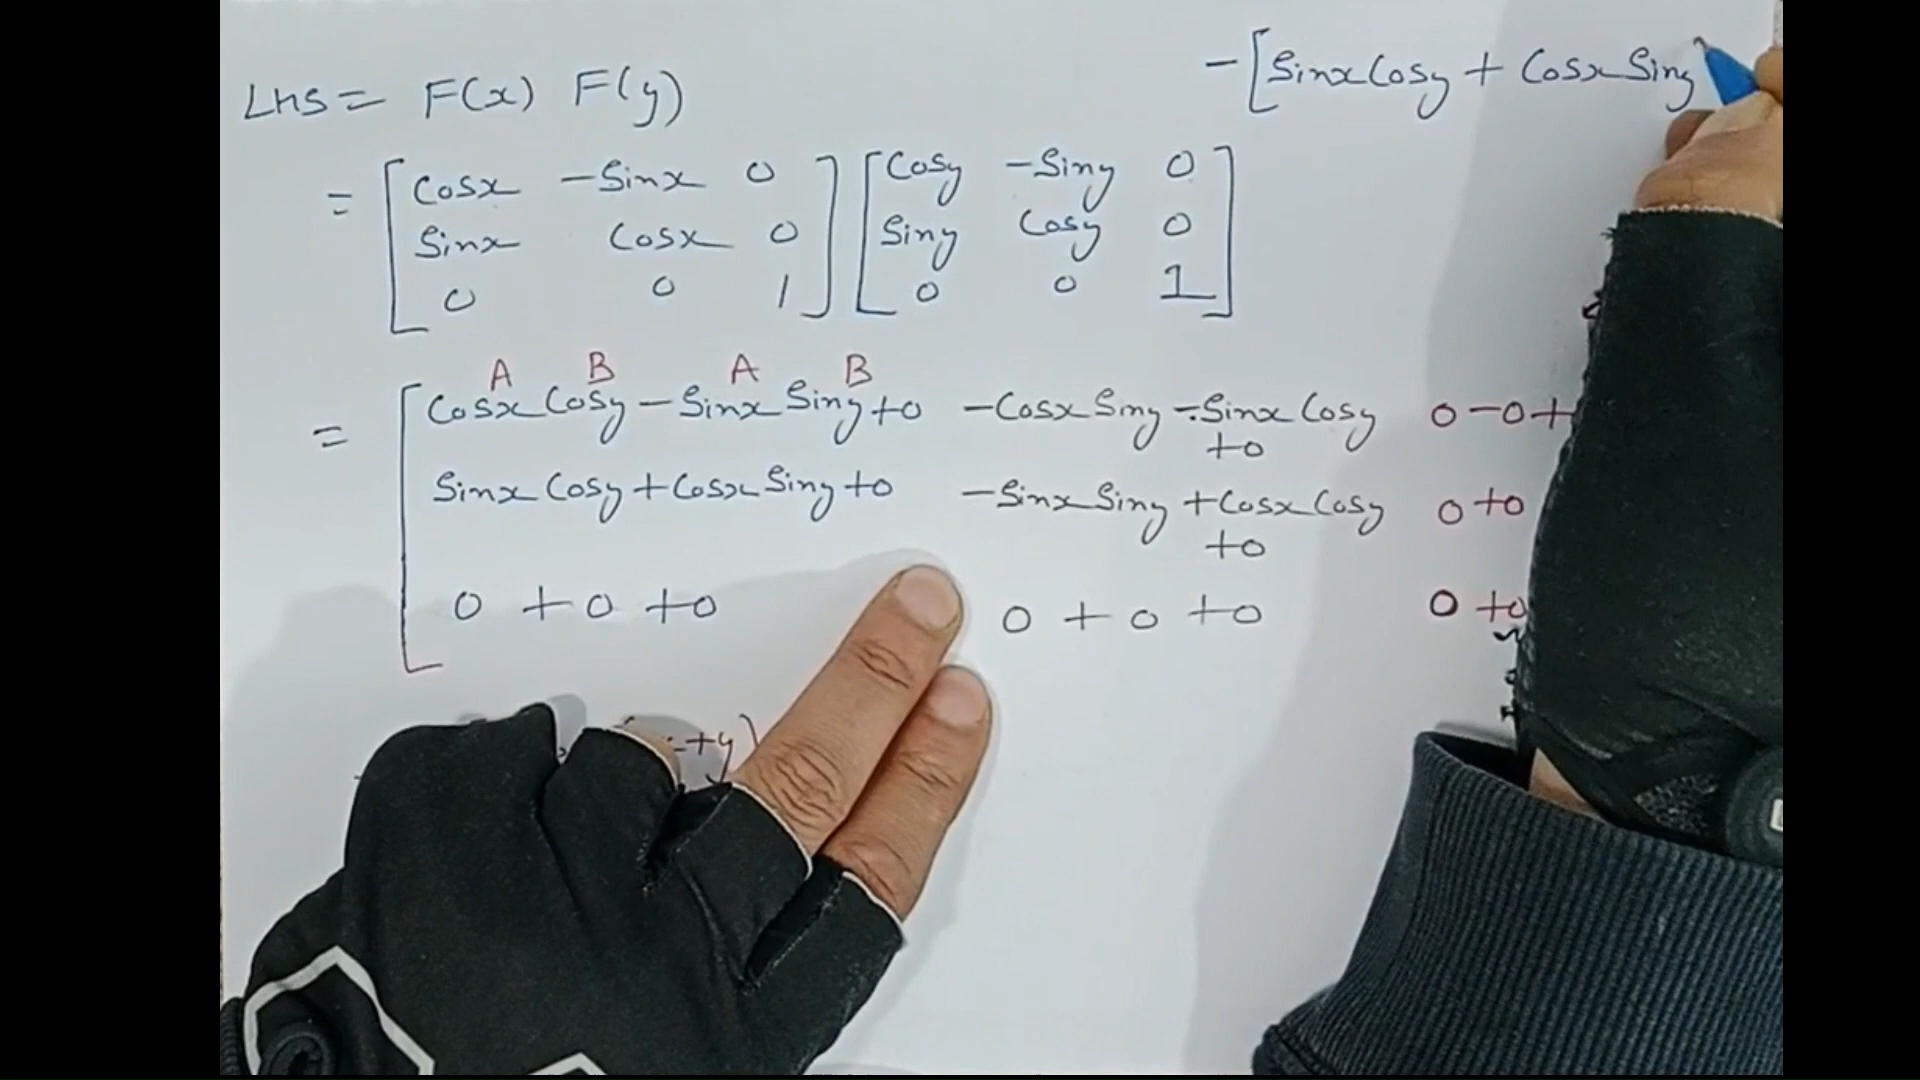 LHS = F(x) F(y)
-[Sinx Cosy + Cosx Siny
= [Cosx -Sinx 0] [Cosy -Siny 0]
Sinx Cosx 0 Siny Cosy 0
0 0 1 0 0 1
A B A B
= [Cosx Cosy - Sinx Siny +0 -Cosx Siny - Sinx Cosy 0-0+
+0
Sinx Cosy + Cosx Siny +0 -Sinx Siny + Cosx Cosy 0+0
+0
0 +0 +0 0 +0 +0 0 +0
+y)